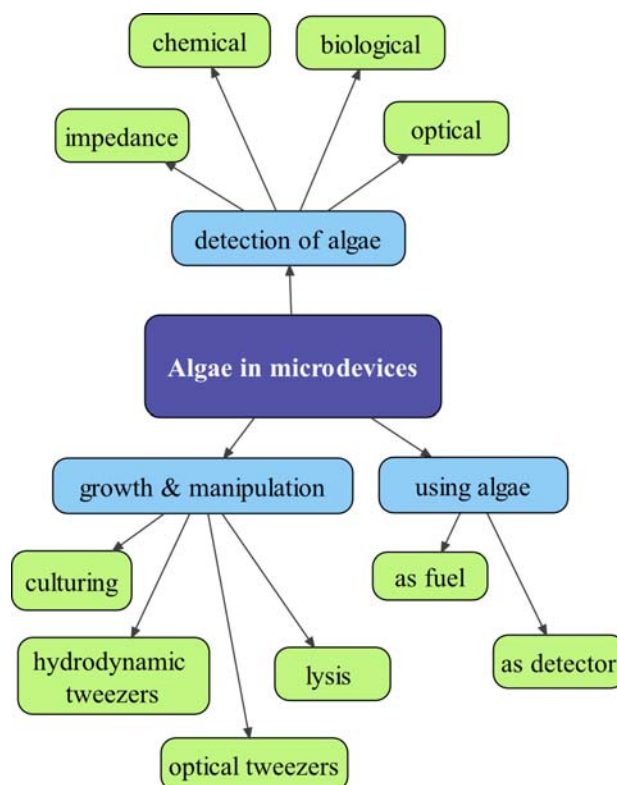 chemical
biological
impedance
optical
detection of algae
Algae in microdevices
growth & manipulation
using algae
culturing
as fuel
hydrodynamic
tweezers
lysis
as detector
optical tweezers